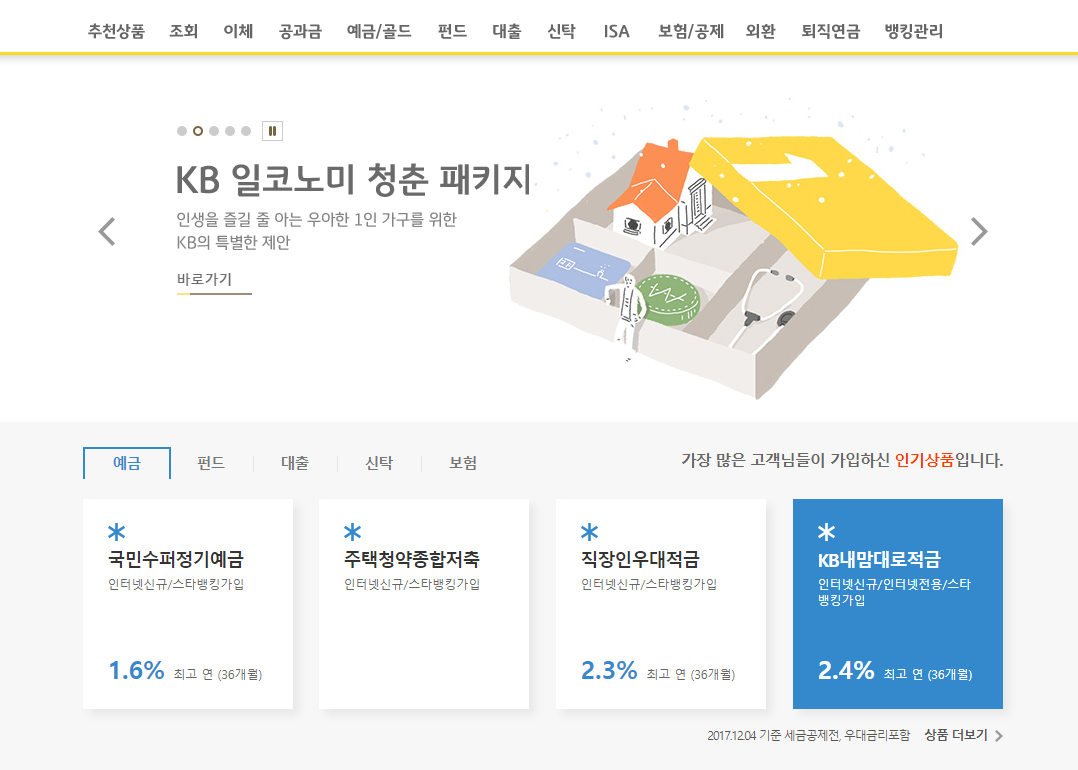 추천상품 조회 이체 공과금 예금/골드 펀드 대출 신탁 ISA 보험/공제 외환 퇴직연금 뱅킹관리
KB 일코노미 청춘 패키지
인생을 즐길 줄 아는 우아한 1인 가구를 위한
KB의 특별한 제안
바로가기
예금 펀드 대출 신탁 보험
가장 많은 고객님들이 가입하신 인기상품입니다.
국민수퍼정기예금
인터넷신규/스타뱅킹가입
1.6% 최고 연 (36개월)
주택청약종합저축
인터넷신규/스타뱅킹가입
직장인우대적금
인터넷신규/스타뱅킹가입
2.3% 최고 연 (36개월)
KB내맘대로적금
인터넷신규/인터넷전용/스타
뱅킹가입
2.4% 최고 연 (36개월)
2017.12.04 기준 세금공제전, 우대금리포함 상품 더보기